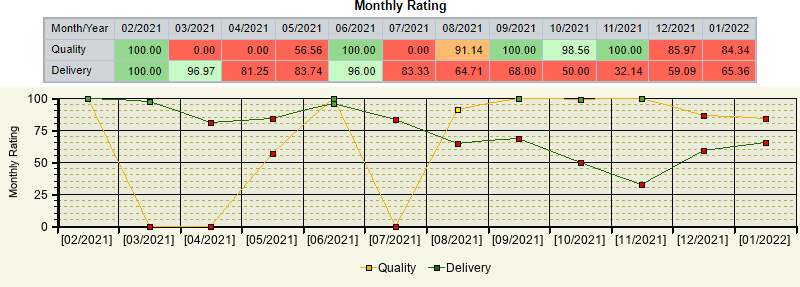 Monthly Rating
Month/Year 02/2021 03/2021 04/2021 05/2021 06/2021 07/2021 08/2021 09/2021 10/2021 11/2021 12/2021 01/2022
Quality 100.00 0.00 0.00 56.56 100.00 0.00 91.14 100.00 98.56 100.00 85.97 84.34
Delivery 100.00 96.97 81.25 83.74 96.00 83.33 64.71 68.00 50.00 32.14 59.09 65.36
Monthly Rating
100
75
50
25
0
[02/2021] [03/2021] [04/2021] [05/2021] [06/2021] [07/2021] [08/2021] [09/2021] [10/2021] [11/2021] [12/2021] [01/2022]
Quality Delivery